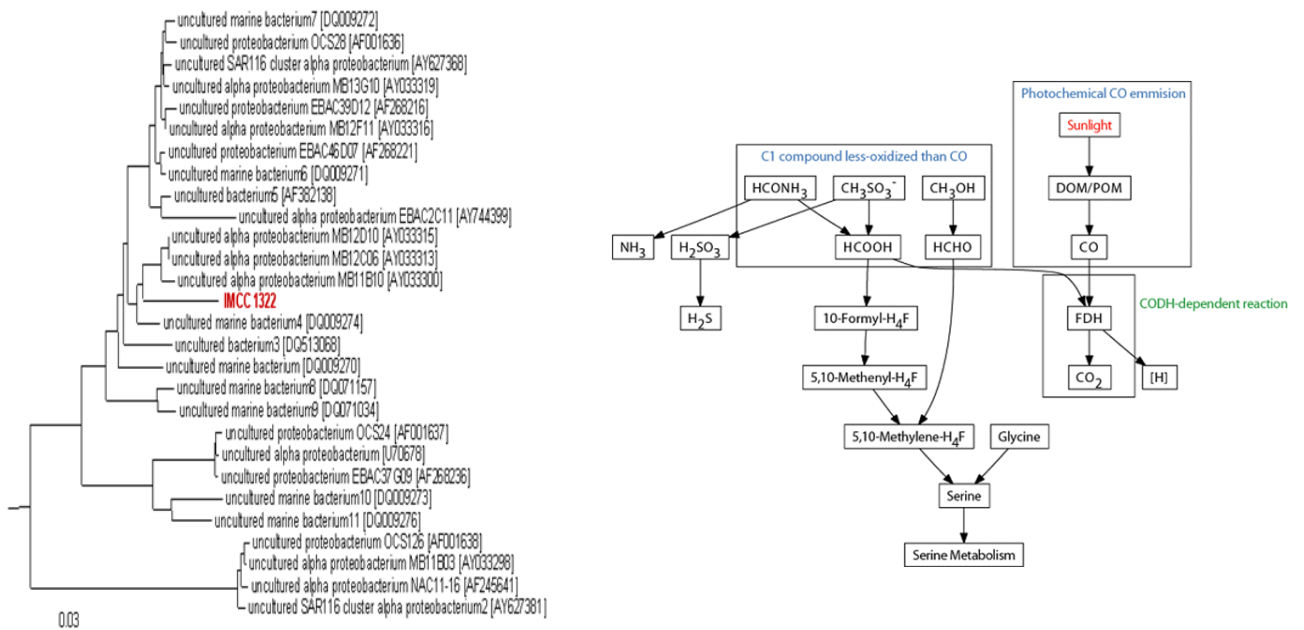 uncultured marine bacterium7 [DQ009272]
uncultured proteobacterium OCS28 [AF001636]
uncultured SAR116 cluster alpha proteobacterium [AY627368]
uncultured alpha proteobacterium MB13G10 [AY033319]
uncultured proteobacterium EBAC39D12 [AF268216]
uncultured alpha proteobacterium MB12F11 [AY033316]
uncultured proteobacterium EBAC46D07 [AF268221]
uncultured marine bacterium6 [DQ009271]
uncultured bacterium5 [AF382138]
uncultured alpha proteobacterium EBAC2C11 [AY744399]
uncultured alpha proteobacterium MB12D10 [AY033315]
uncultured alpha proteobacterium MB12C06 [AY033313]
uncultured alpha proteobacterium MB11B10 [AY033300]
IMCC1322
uncultured marine bacterium4 [DQ009274]
uncultured bacterium3 [DQ513068]
uncultured marine bacterium [DQ009270]
uncultured marine bacterium8 [DQ071157]
uncultured marine bacterium9 [DQ071034]
uncultured proteobacterium OCS24 [AF001637]
uncultured alpha proteobacterium [U70678]
uncultured proteobacterium EBAC37G09 [AF268236]
uncultured marine bacterium10 [DQ009273]
uncultured marine bacterium11 [DQ009276]
uncultured proteobacterium OCS126 [AF001638]
uncultured alpha proteobacterium MB11B03 [AY033298]
uncultured alpha proteobacterium NAC11-16 [AF245641]
uncultured SAR116 cluster alpha proteobacterium2 [AY627381]
0.03
Photochemical CO emmision
Sunlight
C1 compound less-oxidized than CO
HCONH3 CH3SO3- CH3OH DOM/POM
NH3 H2SO3 HCOOH HCHO CO
CODH-dependent reaction
H2S 10-Formyl-H4F FDH
5,10-Methenyl-H4F CO2 [H]
5,10-Methylene-H4F Glycine
Serine
Serine Metabolism